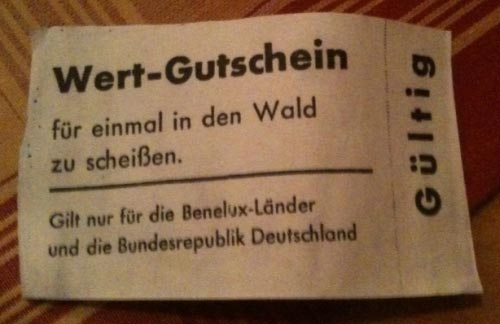 Wert-Gutschein
für einmal in den Wald
zu scheißen.
Gilt nur für die Benelux-Länder
und die Bundesrepublik Deutschland
Gültig